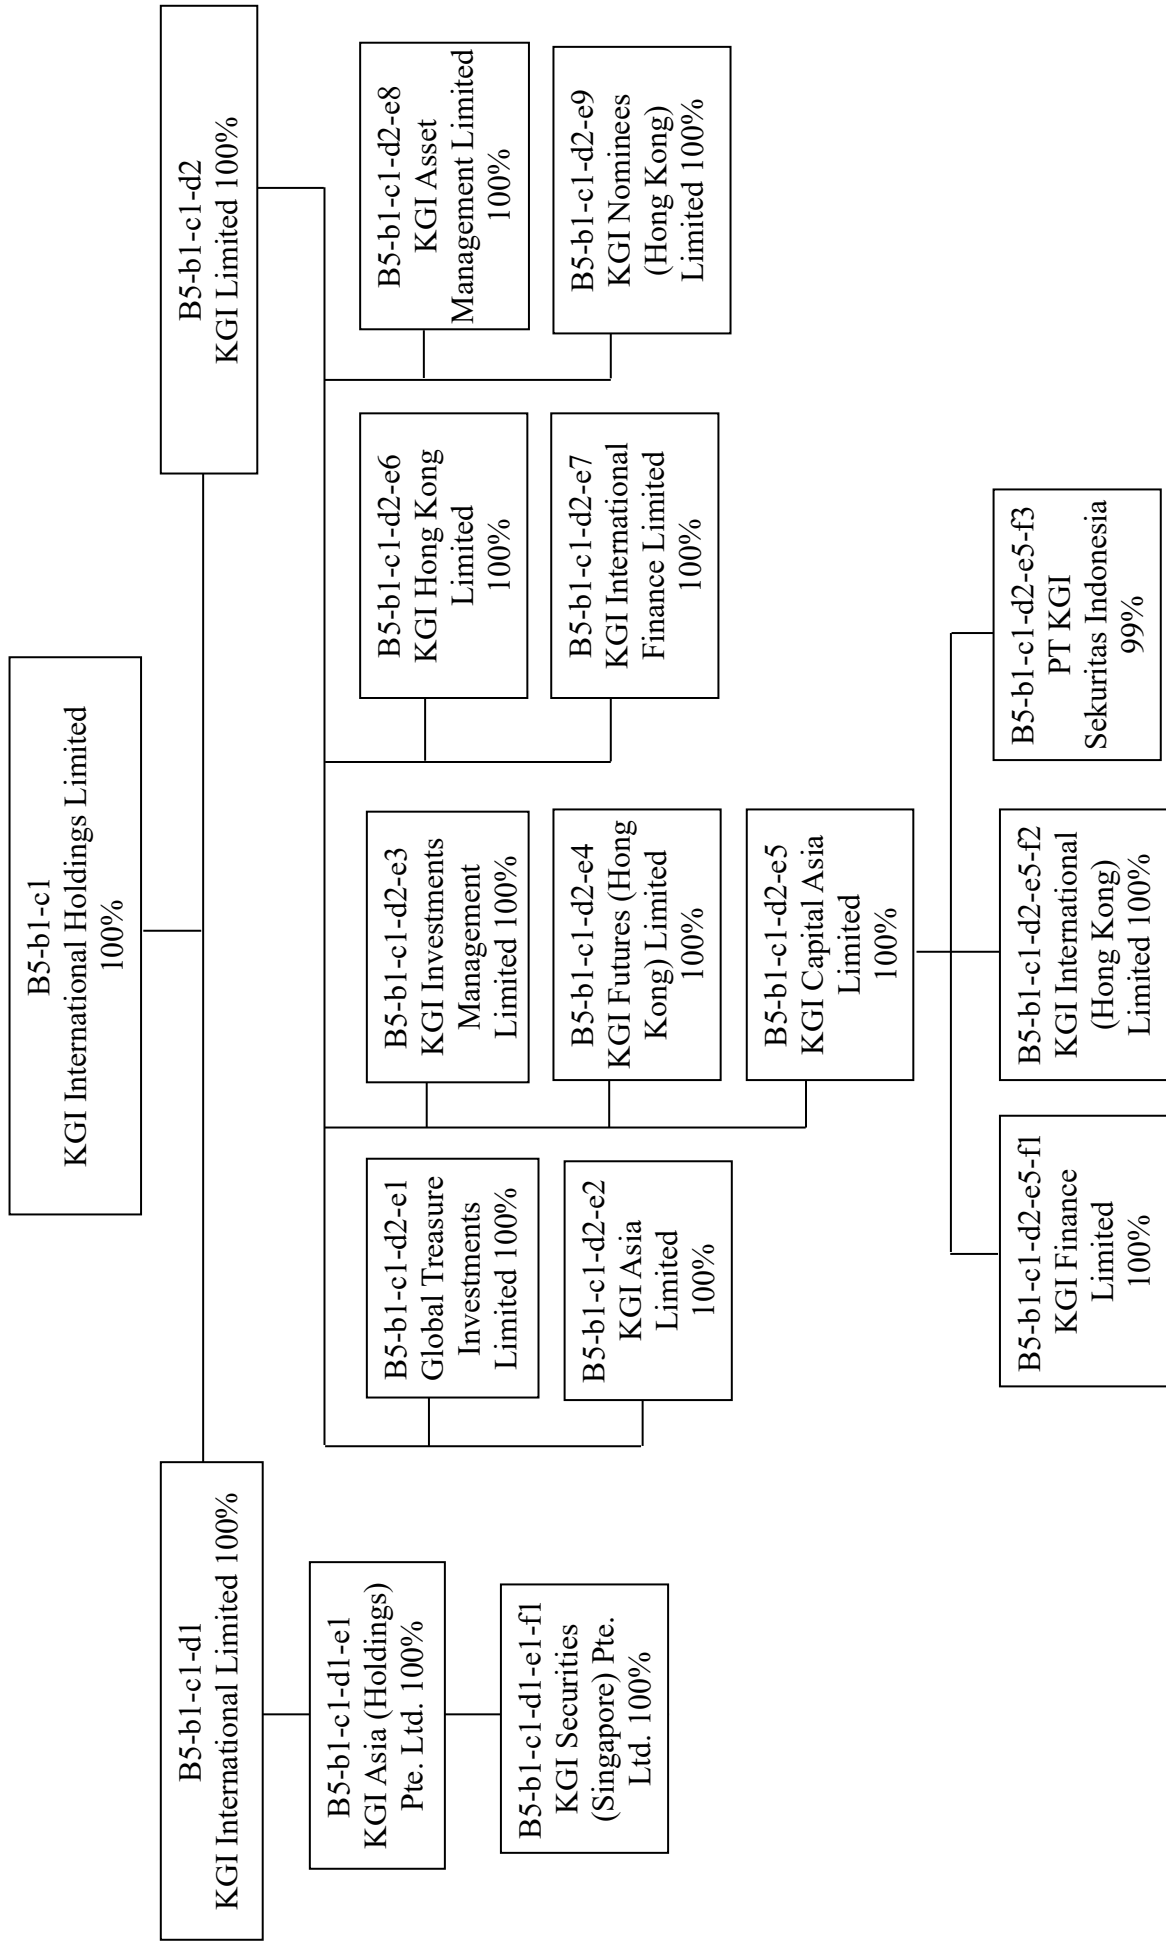 B5-b1-c1
KGI International Holdings Limited
100%
B5-b1-c1-d1
KGI International Limited 100%
B5-b1-c1-d2
KGI Limited 100%
B5-b1-c1-d1-e1
KGI Asia (Holdings)
Pte. Ltd. 100%
B5-b1-c1-d1-e1-f1
KGI Securities
(Singapore) Pte.
Ltd. 100%
B5-b1-c1-d2-e1
Global Treasure
Investments
Limited 100%
B5-b1-c1-d2-e2
KGI Asia
Limited
100%
B5-b1-c1-d2-e3
KGI Investments
Management
Limited 100%
B5-b1-c1-d2-e4
KGI Futures (Hong
Kong) Limited
100%
B5-b1-c1-d2-e5
KGI Capital Asia
Limited
100%
B5-b1-c1-d2-e6
KGI Hong Kong
Limited
100%
B5-b1-c1-d2-e7
KGI International
Finance Limited
100%
B5-b1-c1-d2-e8
KGI Asset
Management Limited
100%
B5-b1-c1-d2-e9
KGI Nominees
(Hong Kong)
Limited 100%
B5-b1-c1-d2-e5-f1
KGI Finance
Limited
100%
B5-b1-c1-d2-e5-f2
KGI International
(Hong Kong)
Limited 100%
B5-b1-c1-d2-e5-f3
PT KGI
Sekuritas Indonesia
99%